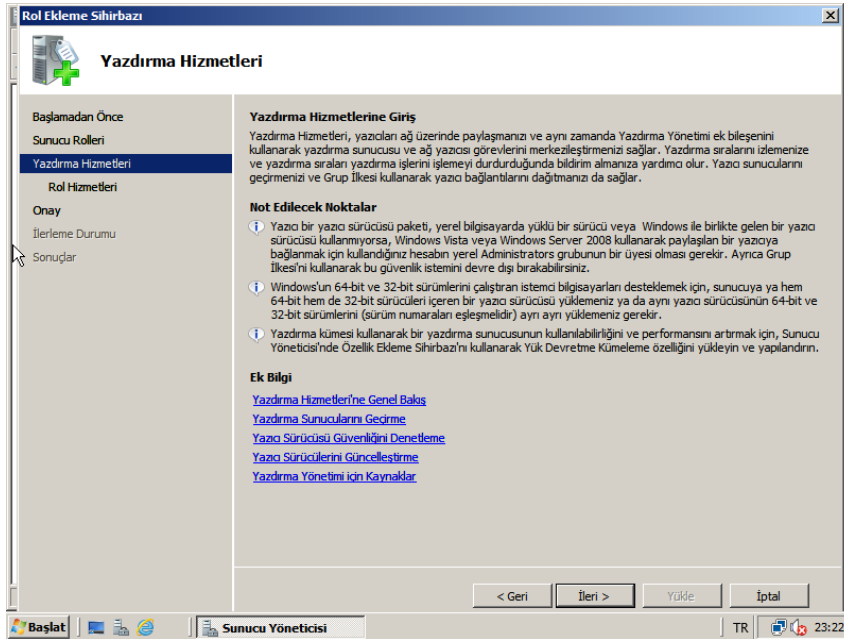 Rol Ekleme Sihirbazı
Yazdırma Hizmetleri
Başlamadan Önce
Sunucu Rolleri
Yazdırma Hizmetleri
Rol Hizmetleri
Onay
İlerleme Durumu
Sonuçlar
Yazdırma Hizmetlerine Giriş
Yazdırma Hizmetleri, yazıcıları ağ üzerinde paylaşmanızı ve aynı zamanda Yazdırma Yönetimi ek bileşenini
kullanarak yazdırma sunucusu ve ağ yazıcısı görevlerini merkezileştirmenizi sağlar. Yazdırma sıralarını izlemenize
ve yazdırma sıraları yazdırma işlerini işlemeyi durdurduğunda bildirim almanıza yardımcı olur. Yazıcı sunucularını
geçirmenizi ve Grup İlkesi kullanarak yazıcı bağlantılarını dağıtmanızı da sağlar.
Not Edilecek Noktalar
Yazıcı bir yazıcı sürücüsü paketi, yerel bilgisayarda yüklü bir sürücü veya Windows ile birlikte gelen bir yazıcı
sürücüsü kullanmıyorsa, Windows Vista veya Windows Server 2008 kullanarak paylaşılan bir yazıcıya
bağlanmak için kullandığınız hesabın yerel Administrators grubunun bir üyesi olması gerekir. Ayrıca Grup
İlkesi'ni kullanarak bu güvenlik istemini devre dışı bırakabilirsiniz.
Windows'un 64-bit ve 32-bit sürümlerini çalıştıran istemci bilgisayarları desteklemek için, sunucuya ya hem
64-bit hem de 32-bit sürücüleri içeren bir yazıcı sürücüsü yüklemeniz ya da aynı yazıcı sürücüsünün 64-bit ve
32-bit sürümlerini (sürüm numaraları eşleşmelidir) ayrı ayrı yüklemeniz gerekir.
Yazdırma kümesi kullanarak bir yazdırma sunucusunun kullanılabilirliğini ve performansını artırmak için, Sunucu
Yöneticisi'nde Özellik Ekleme Sihirbazı'nı kullanarak Yük Devretme Kümeleme özelliğini yükleyin ve yapılandırın.
Ek Bilgi
Yazdırma Hizmetleri'ne Genel Bakış
Yazdırma Sunucularını Geçirme
Yazıcı Sürücüsü Güvenliğini Denetleme
Yazıcı Sürücülerini Güncelleştirme
Yazdırma Yönetimi için Kaynaklar
< Geri
İleri >
Yükle
İptal
Başlat
Sunucu Yöneticisi
TR
23:22